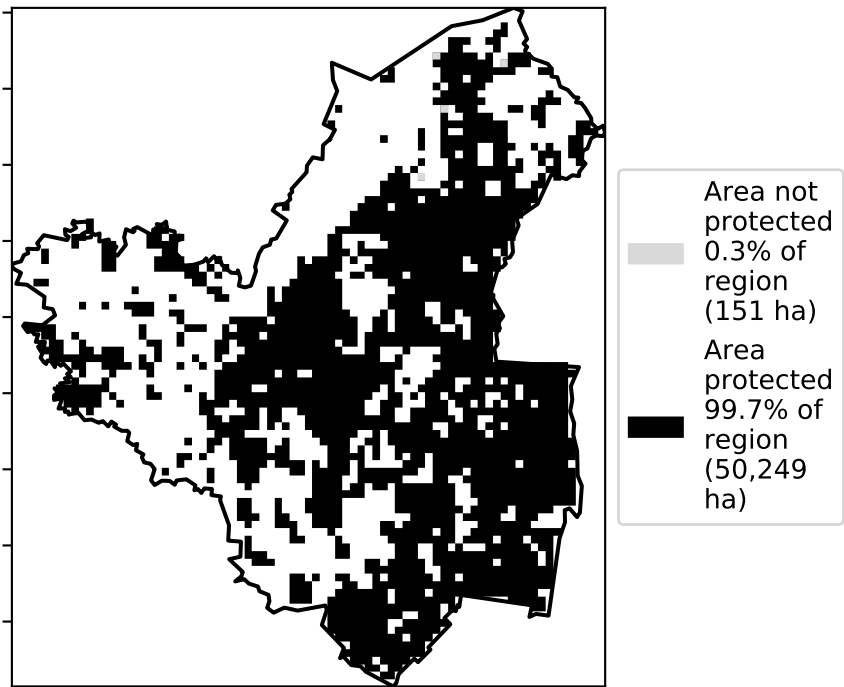 Area not
protected
0.3% of
region
(151 ha)
Area
protected
99.7% of
region
(50,249
ha)